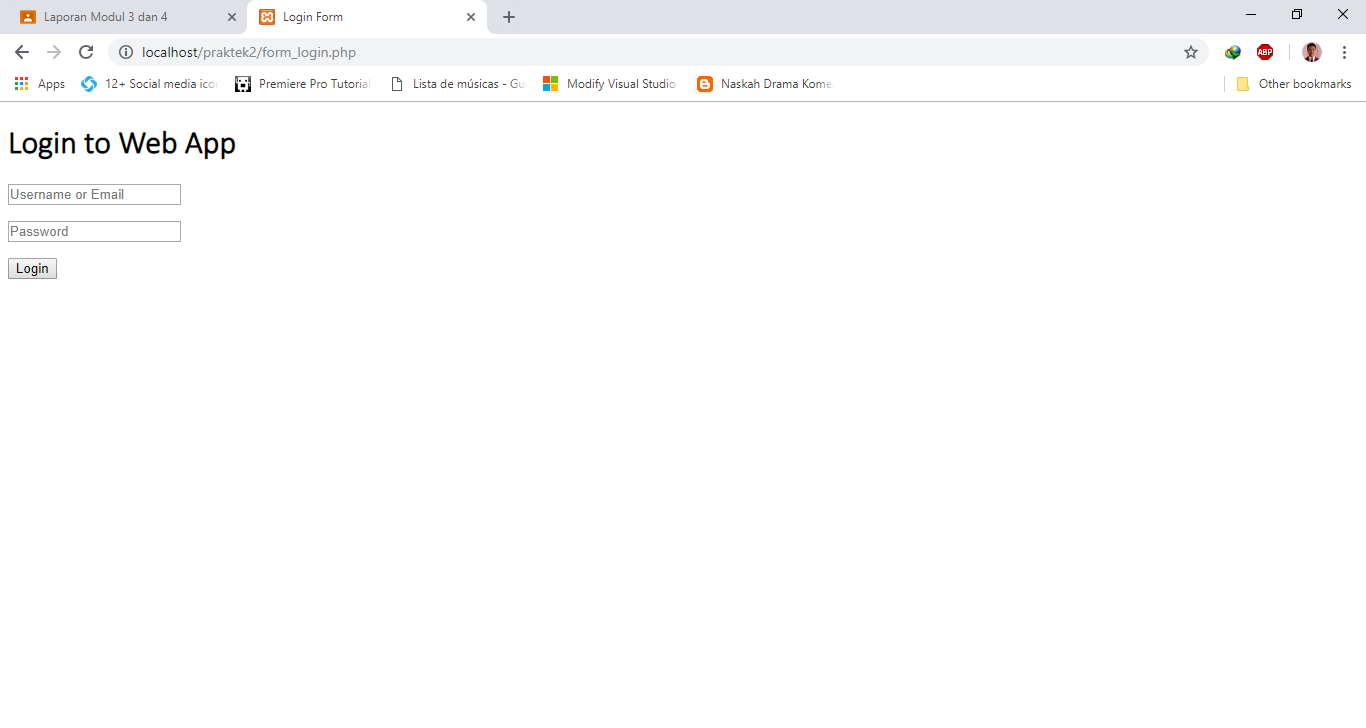 Laporan Modul 3 dan 4
Login Form
localhost/praktek2/form_login.php
ABP
Apps
12+ Social media icor
Premiere Pro Tutorial
Lista de músicas - Gu
Modify Visual Studio
Naskah Drama Kome
Other bookmarks
Login to Web App
Username or Email
Password
Login